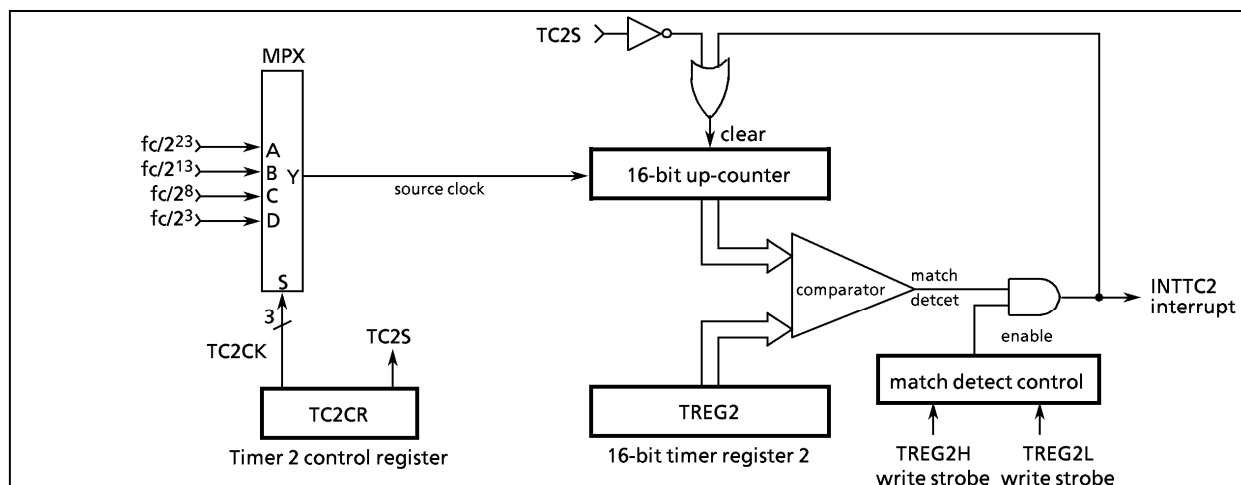 TC2S
MPX
clear
fc/2²³
A
fc/2¹³
B
Y
16-bit up-counter
fc/2⁸
C
source clock
fc/2³
D
S
comparator
match
detcet
INTTC2
interrupt
3
TC2CK
TC2S
enable
match detect control
TC2CR
TREG2
Timer 2 control register
16-bit timer register 2
TREG2H
write strobe
TREG2L
write strobe